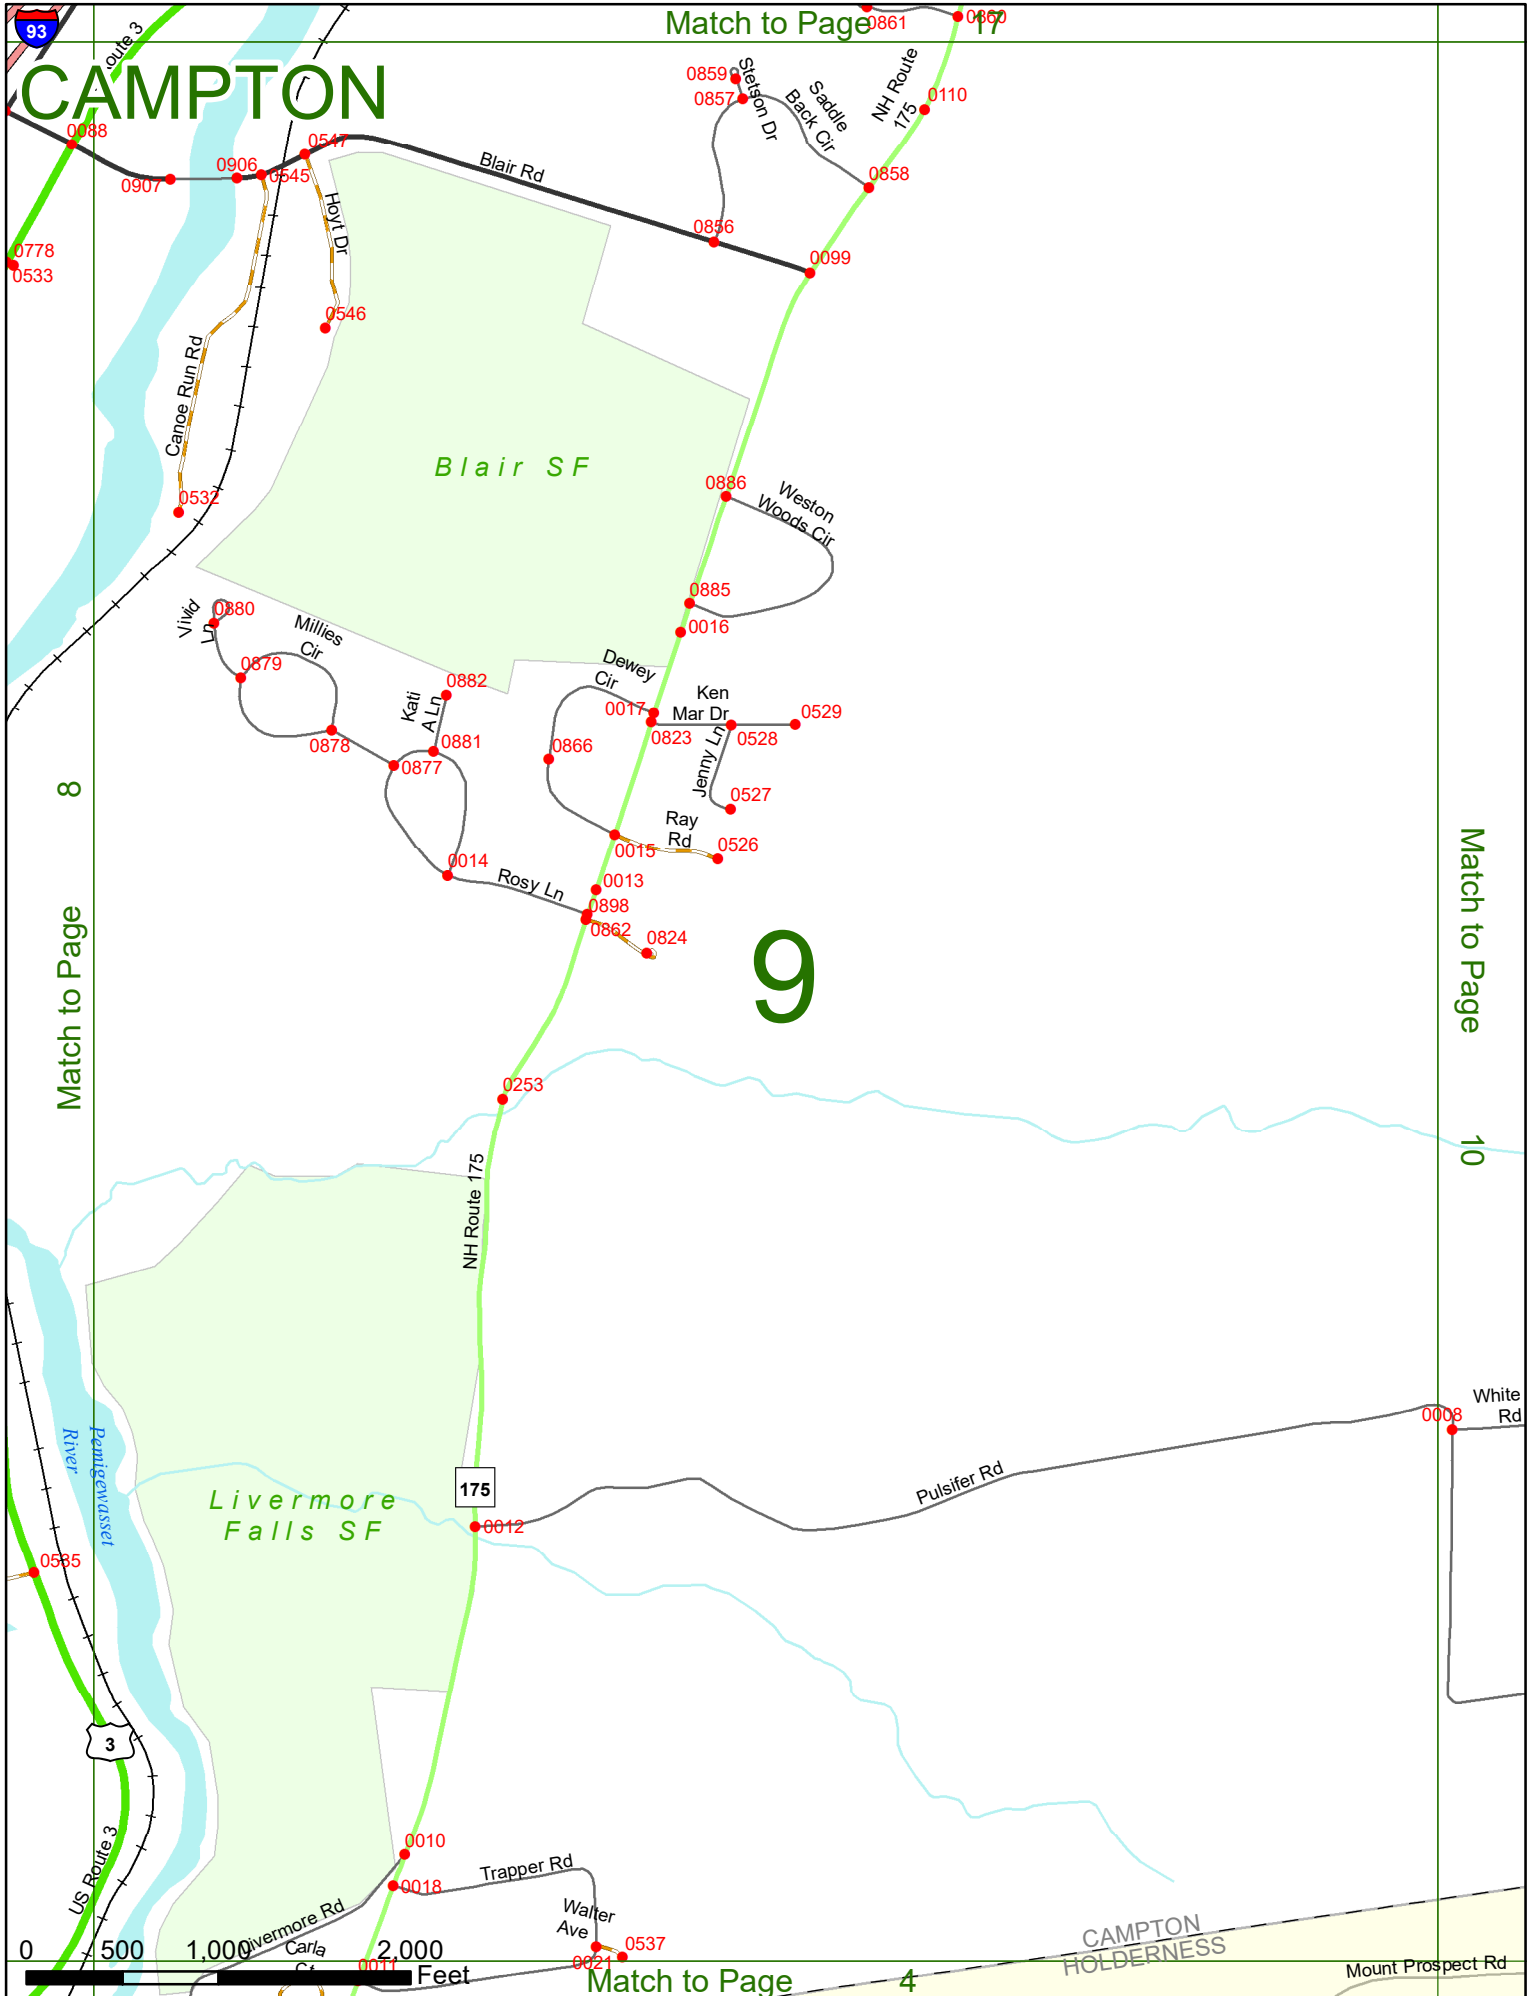 93
Route 3
Match to Page 17
0861
0860
CAMPTON
0859
Stetson Dr
0857
Saddle
Back Cir
NH Route
175
0110
0088
0547
0906
0907
0545
Blair Rd
0858
Hoyt Dr
0856
0778
0533
0099
0546
Canoe Run Rd
Blair SF
0886
Weston
Woods Cir
0532
0885
0880
Vivid
Ln
Millies
Cir
0016
0879
Dewey
Cir
0882
Kati
A Ln
Ken
Mar Dr
0017
0529
0823
0528
0878
0881
0866
Jenny Ln
0877
8
0527
Ray
Rd
0015
0526
0014
Rosy Ln
0013
0898
0862
0824
9
Match to Page
Match to Page
10
0253
NH Route 175
White
Rd
0008
Pemigewasset
River
175
Pulsifer Rd
Livermore
Falls SF
0012
0535
3
US Route 3
0010
Trapper Rd
0018
Livermore Rd
Walter
Ave
CAMPTON
HOLDERNESS
0537
0021
Carla
Ct
0011
0 500 1,000 2,000
Feet
Match to Page 4
Mount Prospect Rd